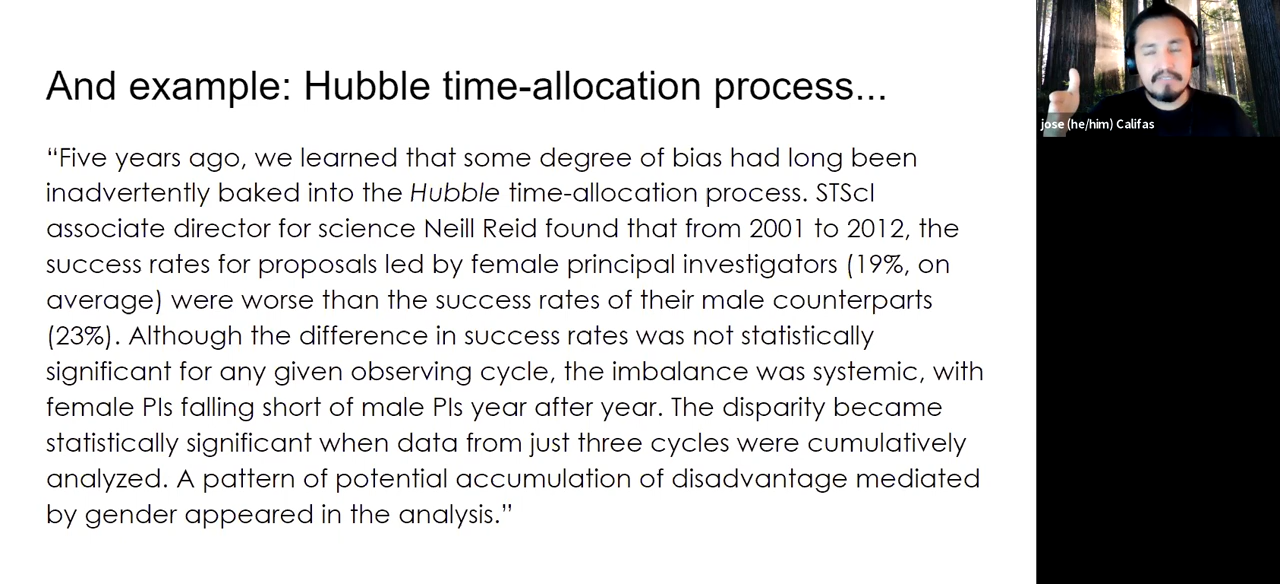 And example: Hubble time-allocation process...
“Five years ago, we learned that some degree of bias had long been
inadvertently baked into the Hubble time-allocation process. STScI
associate director for science Neill Reid found that from 2001 to 2012, the
success rates for proposals led by female principal investigators (19%, on
average) were worse than the success rates of their male counterparts
(23%). Although the difference in success rates was not statistically
significant for any given observing cycle, the imbalance was systemic, with
female PIs falling short of male PIs year after year. The disparity became
statistically significant when data from just three cycles were cumulatively
analyzed. A pattern of potential accumulation of disadvantage mediated
by gender appeared in the analysis.”
jose (he/him) Califas